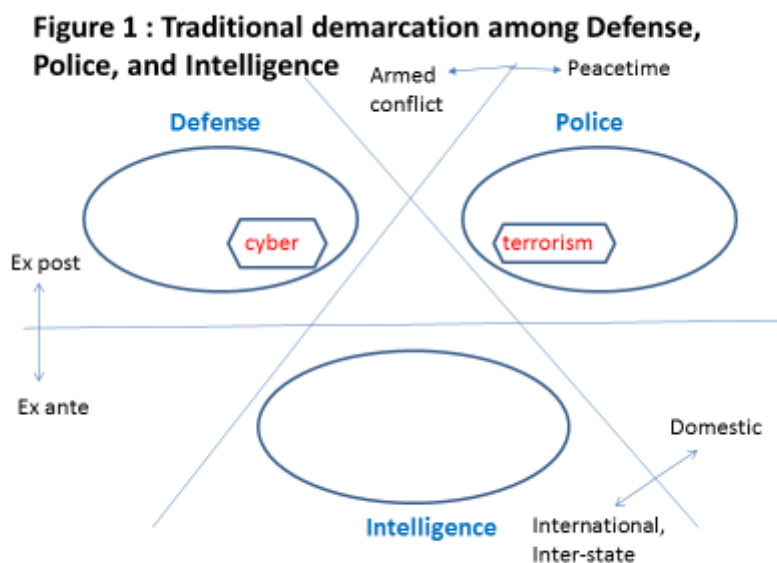 Figure 1 : Traditional demarcation among Defense,
Police, and Intelligence
Armed
conflict
Peacetime
Defense
Police
cyber
terrorism
Ex post
Ex ante
Domestic
Intelligence
International,
Inter-state